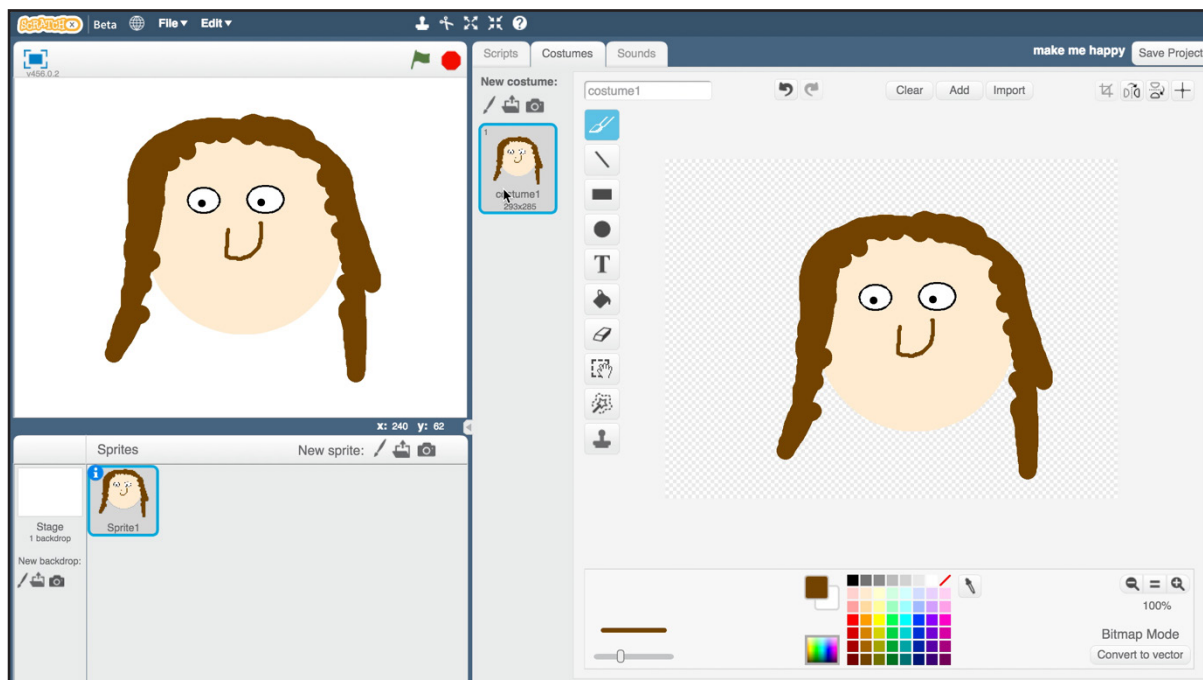 SCRATCHX Beta File▼ Edit▼
v456.0.2
Scripts Costumes Sounds
make me happy Save Project
New costume:
costume1
Clear Add Import
1
costume1
293x285
T
x: 240 y: 62
Sprites New sprite:
Stage
1 backdrop
Sprite1
New backdrop:
100%
Bitmap Mode
Convert to vector